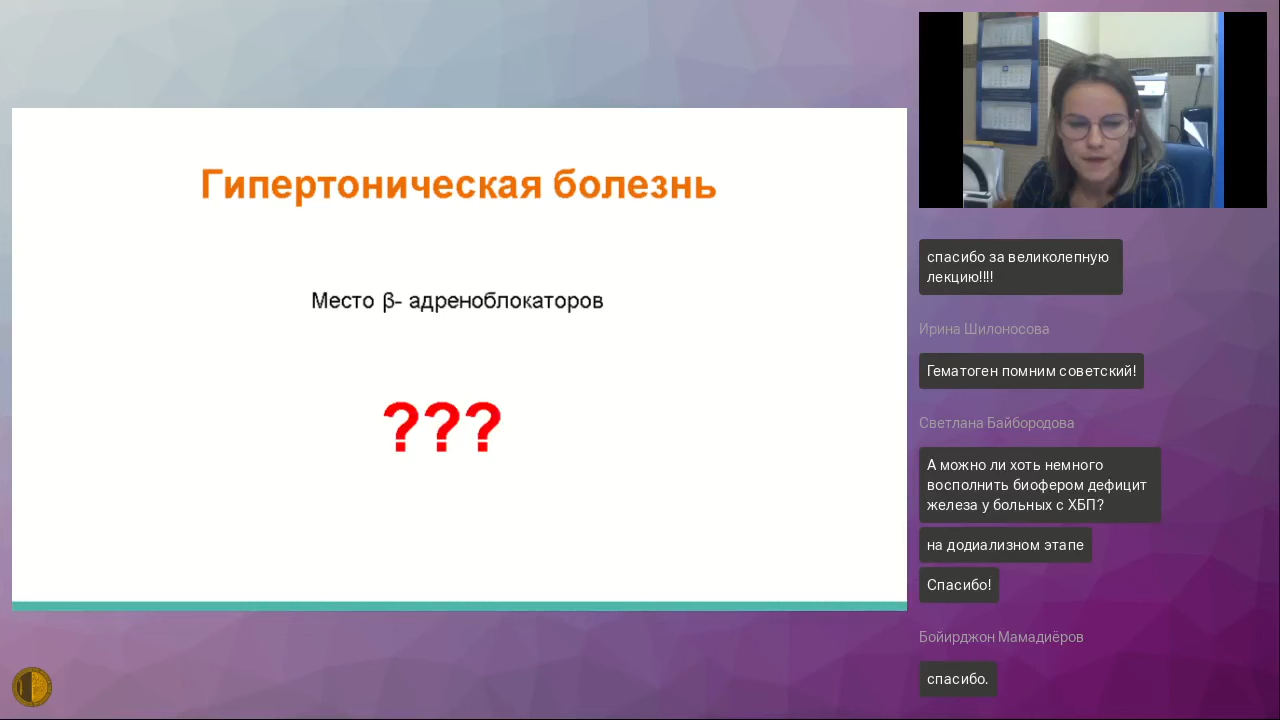 Гипертоническая болезнь
Место β- адреноблокаторов
???
спасибо за великолепную
лекцию!!!!
Ирина Шилоносова
Гематоген помним советский!
Светлана Байбородова
А можно ли хоть немного
восполнить биофером дефицит
железа у больных с ХБП?
на додиализном этапе
Спасибо!
Бойирджон Мамадиёров
спасибо.